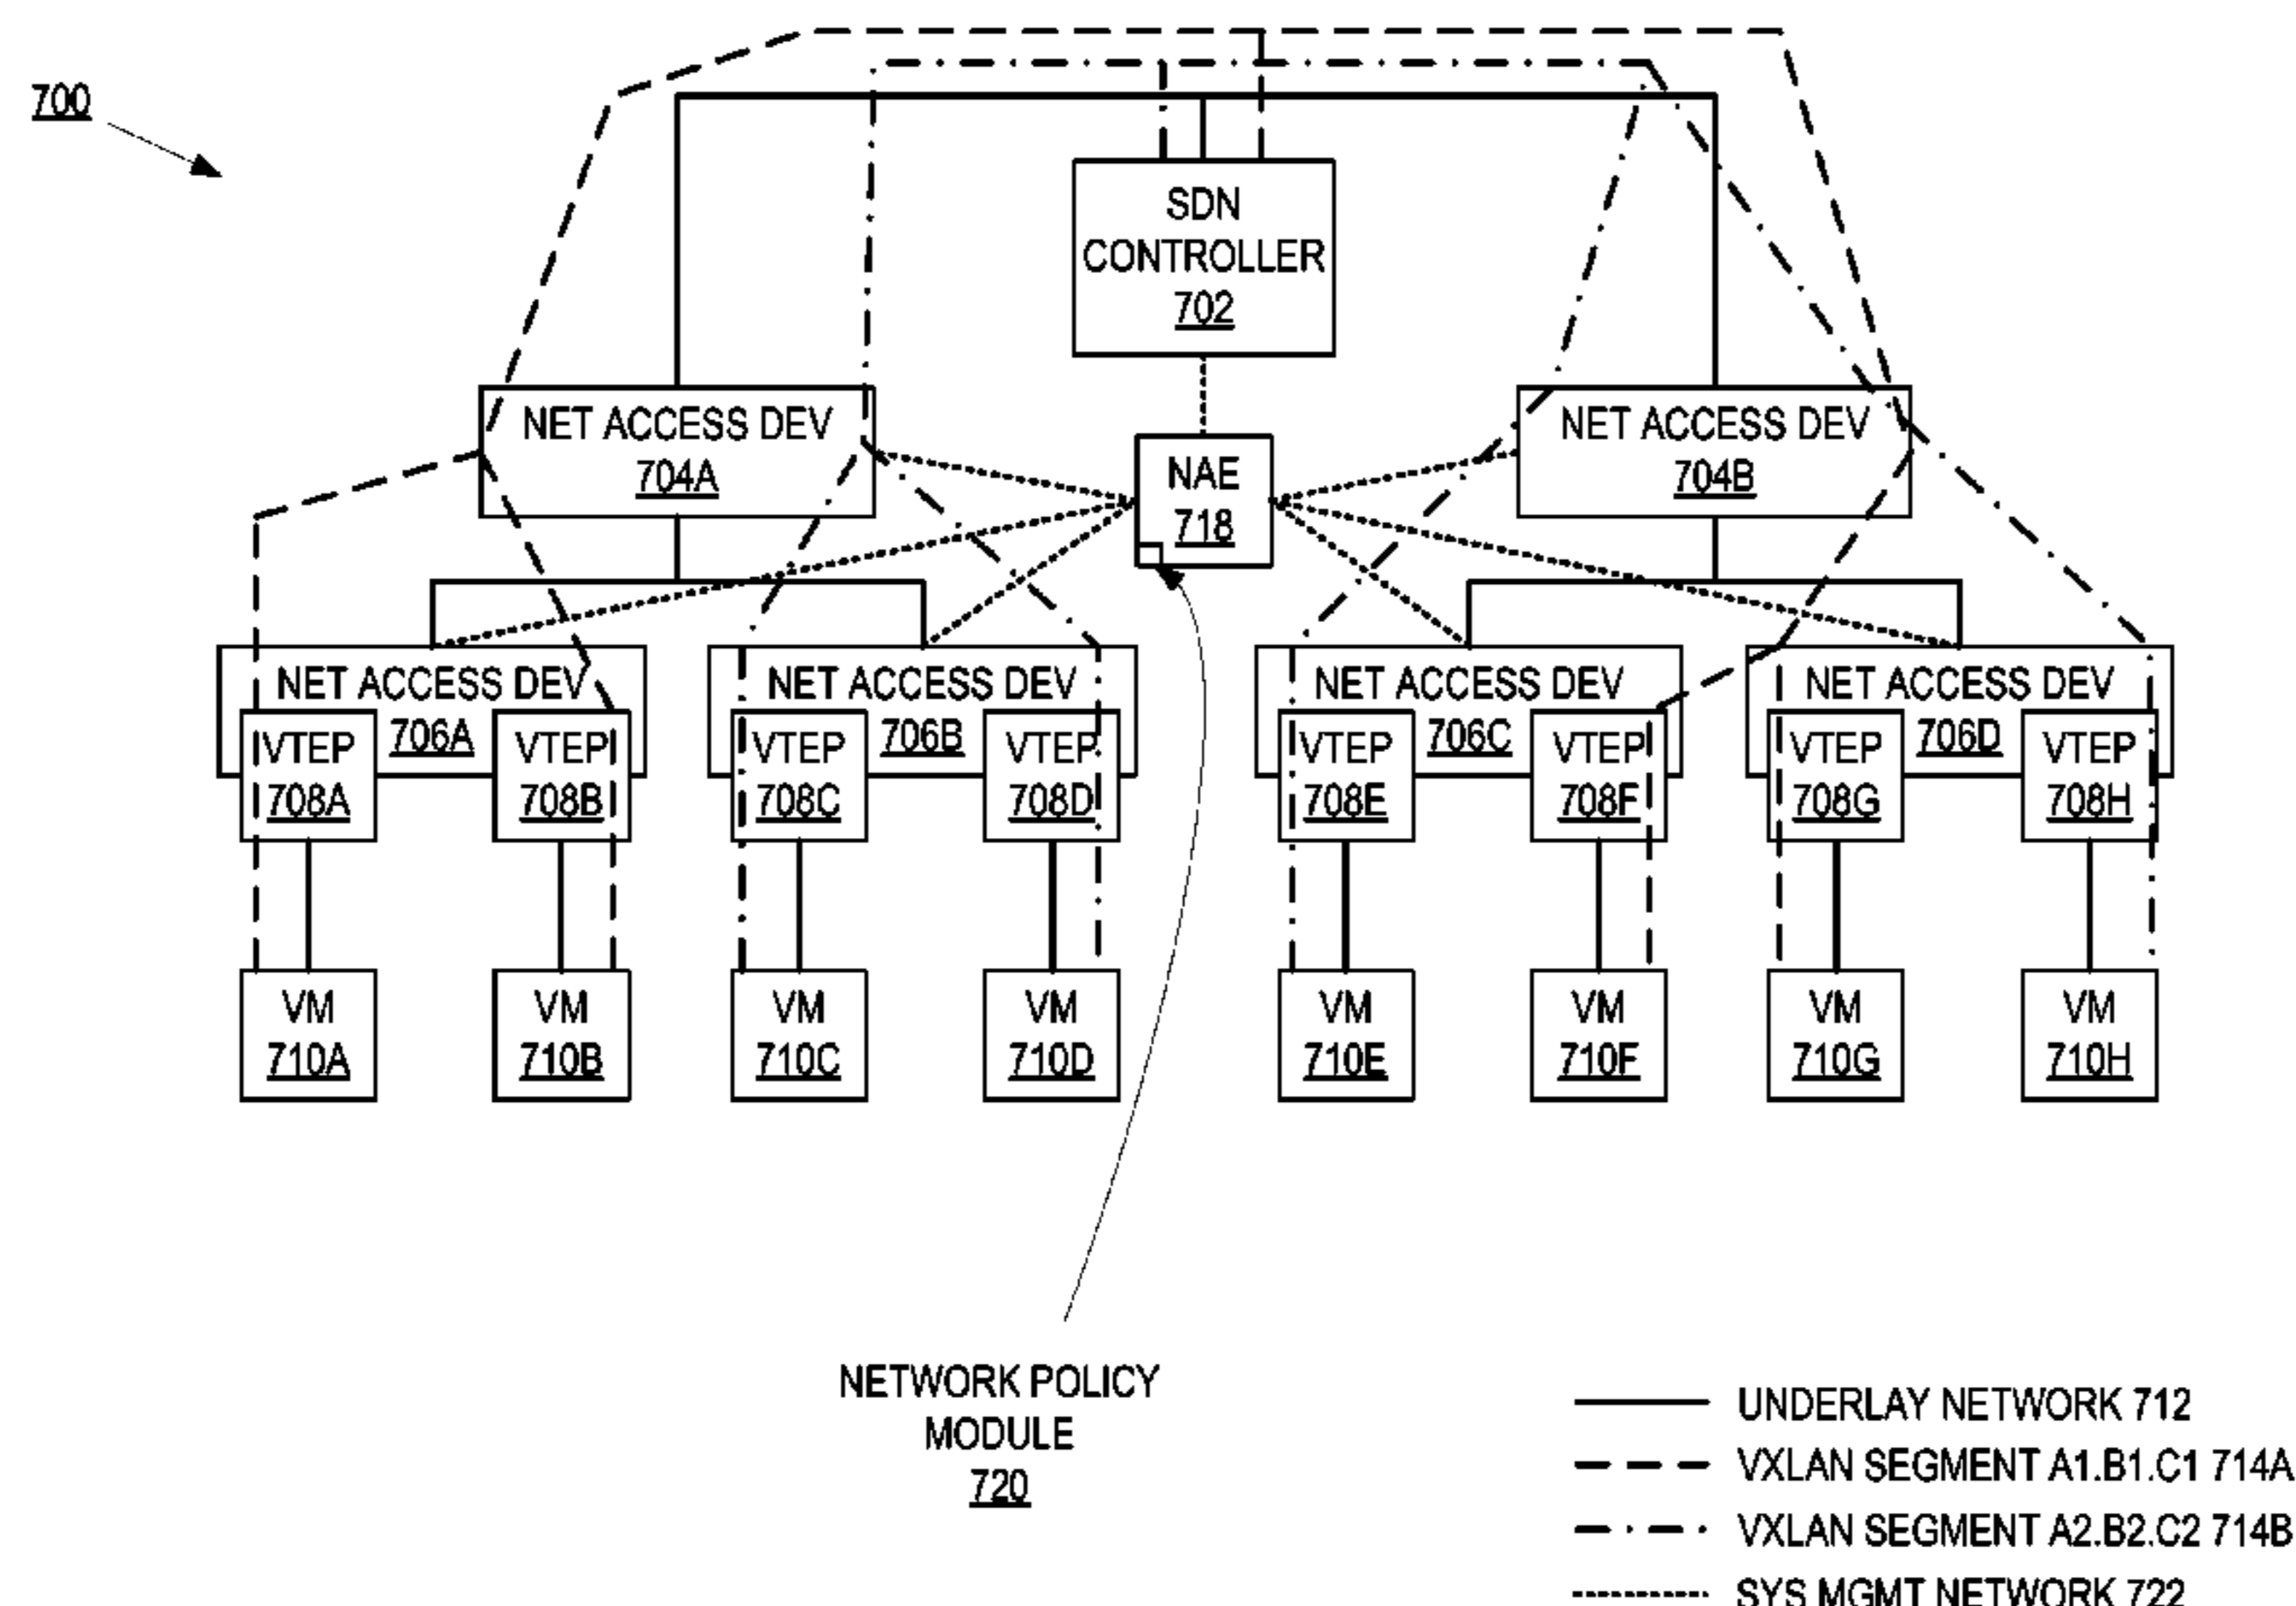 700
SDN
CONTROLLER
702
NET ACCESS DEV
704A
NAE
718
NET ACCESS DEV
704B
NET ACCESS DEV
706A
VTEP
708A
VTEP
708B
NET ACCESS DEV
706B
VTEP
708C
VTEP
708D
NET ACCESS DEV
706C
VTEP
708E
VTEP
708F
NET ACCESS DEV
706D
VTEP
708G
VTEP
708H
VM
710A
VM
710B
VM
710C
VM
710D
VM
710E
VM
710F
VM
710G
VM
710H
NETWORK POLICY
MODULE
720
UNDERLAY NETWORK 712
VXLAN SEGMENT A1.B1.C1 714A
VXLAN SEGMENT A2.B2.C2 714B
SYS MGMT NETWORK 722